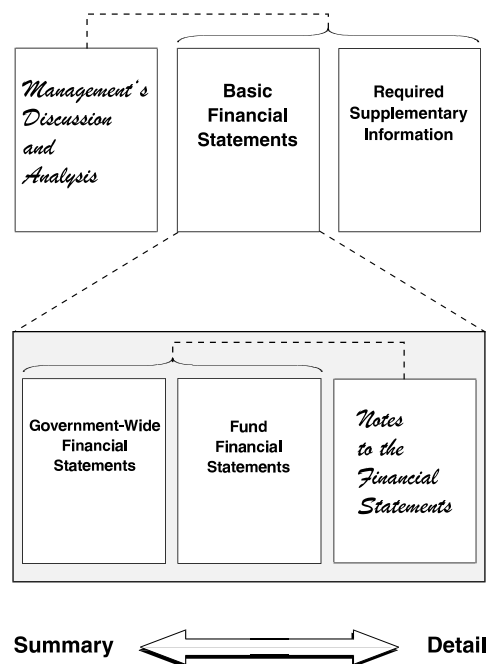 Management's
Discussion
and
Analysis
Basic
Financial
Statements
Required
Supplementary
Information
Government-Wide
Financial
Statements
Fund
Financial
Statements
Notes
to the
Financial
Statements
Summary
Detail